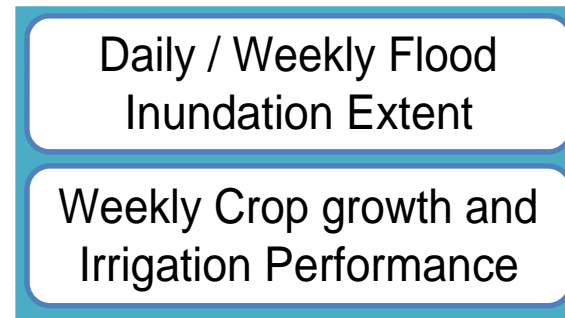 Daily / Weekly Flood
Inundation Extent
Weekly Crop growth and
Irrigation Performance